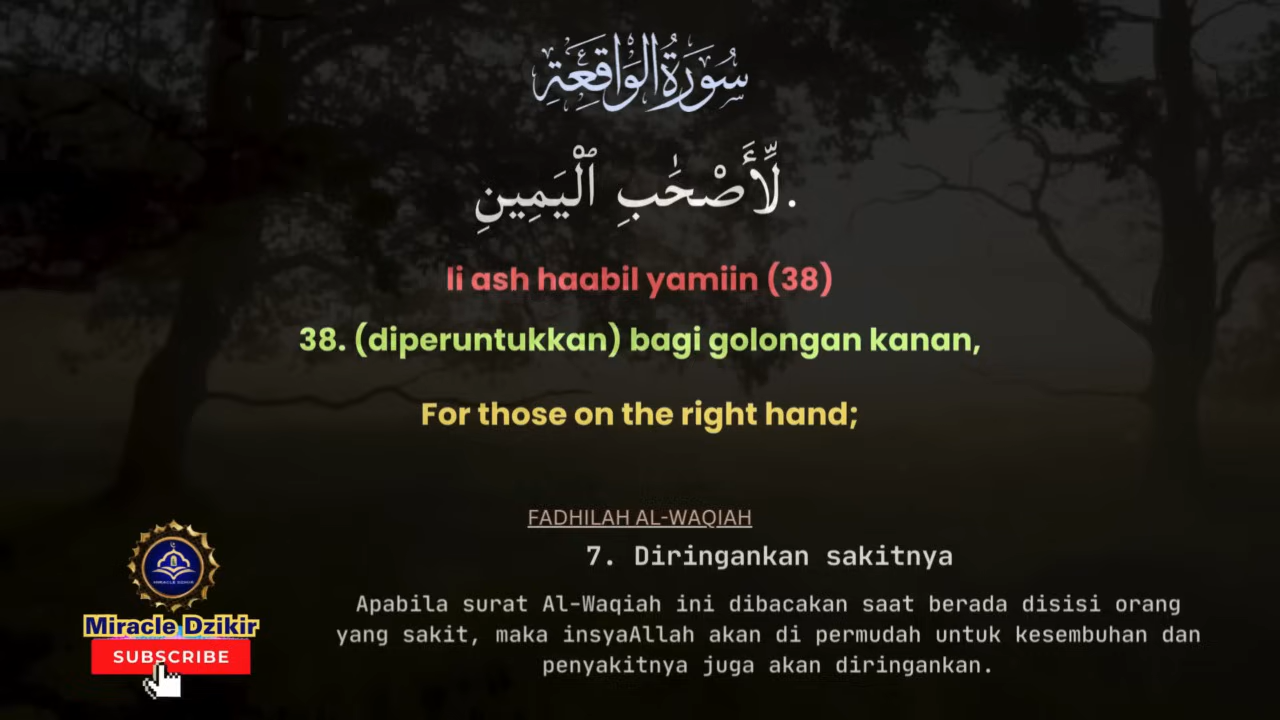 سُورَةُ الْوَاقِعَةِ
لِّأَصْحَٰبِ ٱلْيَمِينِ.
li ash haabil yamiin (38)
38. (diperuntukkan) bagi golongan kanan,
For those on the right hand;
FADHILAH AL-WAQIAH
7. Diringankan sakitnya
Apabila surat Al-Waqiah ini dibacakan saat berada disisi orang
yang sakit, maka insyaAllah akan di permudah untuk kesembuhan dan
penyakitnya juga akan diringankan.
MIRACLE DZIKIR
Miracle Dzikir
SUBSCRIBE